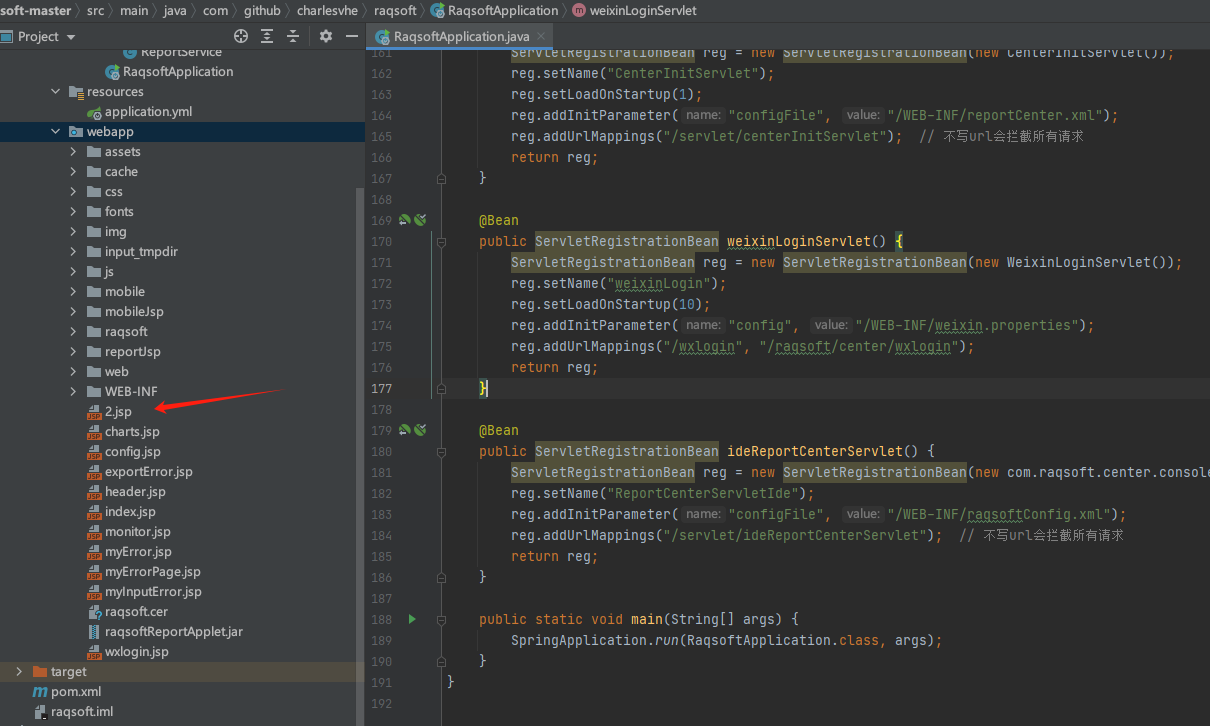 soft-master src main java com github charlesvhe raqsoft RaqsoftApplication weixinLoginServlet
Project
RaqsoftApplication.java
ReportService
RaqsoftApplication
resources
application.yml
webapp
assets
cache
css
fonts
img
input_tmpdir
js
mobile
mobileJsp
raqsoft
reportJsp
web
WEB-INF
2.jsp
charts.jsp
config.jsp
exportError.jsp
header.jsp
index.jsp
monitor.jsp
myError.jsp
myErrorPage.jsp
myInputError.jsp
raqsoft.cer
raqsoftReportApplet.jar
wxlogin.jsp
target
pom.xml
raqsoft.iml
161 ServletRegistrationBean reg = new ServletRegistrationBean(new CenterInitServlet());
162 reg.setName("CenterInitServlet");
163 reg.setLoadOnStartup(1);
164 reg.addInitParameter( name: "configFile", value: "/WEB-INF/reportCenter.xml");
165 reg.addUrlMappings("/servlet/centerInitServlet"); // 不写url会拦截所有请求
166 return reg;
167 }
168
169 @Bean
170 public ServletRegistrationBean weixinLoginServlet() {
171 ServletRegistrationBean reg = new ServletRegistrationBean(new WeixinLoginServlet());
172 reg.setName("weixinLogin");
173 reg.setLoadOnStartup(10);
174 reg.addInitParameter( name: "config", value: "/WEB-INF/weixin.properties");
175 reg.addUrlMappings("/wxlogin", "/raqsoft/center/wxlogin");
176 return reg;
177 }
178
179 @Bean
180 public ServletRegistrationBean ideReportCenterServlet() {
181 ServletRegistrationBean reg = new ServletRegistrationBean(new com.raqsoft.center.console
182 reg.setName("ReportCenterServletIde");
183 reg.addInitParameter( name: "configFile", value: "/WEB-INF/raqsoftConfig.xml");
184 reg.addUrlMappings("/servlet/ideReportCenterServlet"); // 不写url会拦截所有请求
185 return reg;
186 }
187
188 public static void main(String[] args) {
189 SpringApplication.run(RaqsoftApplication.class, args);
190 }
191 }
192